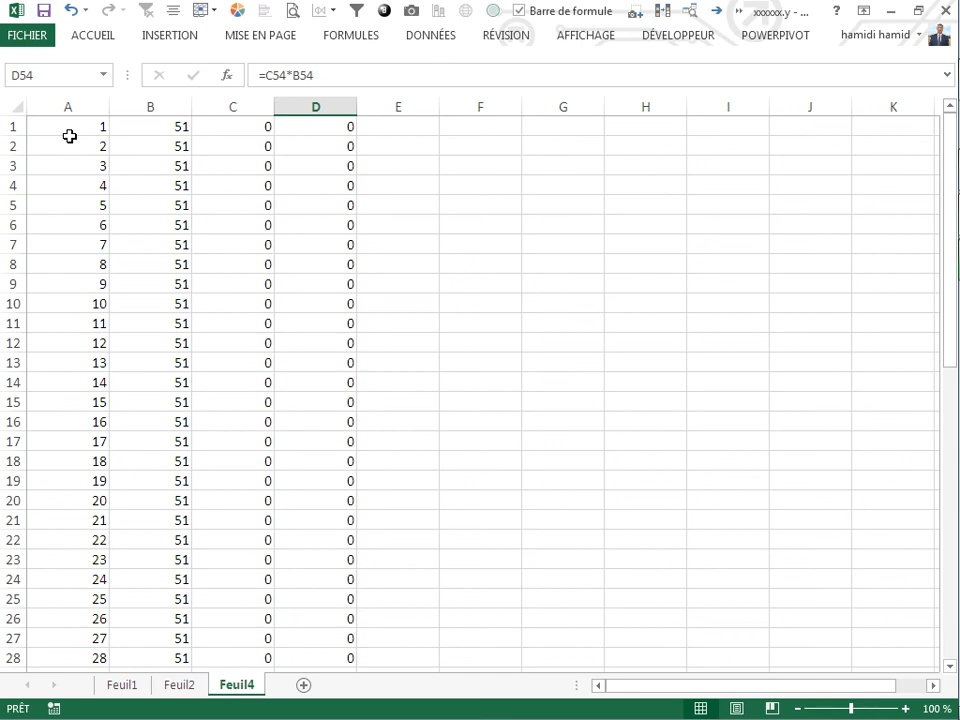 Barre de formule xxxxxx.y - ... ?
FICHIER ACCUEIL INSERTION MISE EN PAGE FORMULES DONNÉES RÉVISION AFFICHAGE DÉVELOPPEUR POWERPIVOT hamidi hamid
D54 fx =C54*B54
A B C D E F G H I J K
1 1 51 0 0
2 2 51 0 0
3 3 51 0 0
4 4 51 0 0
5 5 51 0 0
6 6 51 0 0
7 7 51 0 0
8 8 51 0 0
9 9 51 0 0
10 10 51 0 0
11 11 51 0 0
12 12 51 0 0
13 13 51 0 0
14 14 51 0 0
15 15 51 0 0
16 16 51 0 0
17 17 51 0 0
18 18 51 0 0
19 19 51 0 0
20 20 51 0 0
21 21 51 0 0
22 22 51 0 0
23 23 51 0 0
24 24 51 0 0
25 25 51 0 0
26 26 51 0 0
27 27 51 0 0
28 28 51 0 0
Feuil1 Feuil2 Feuil4
PRÊT 100 %